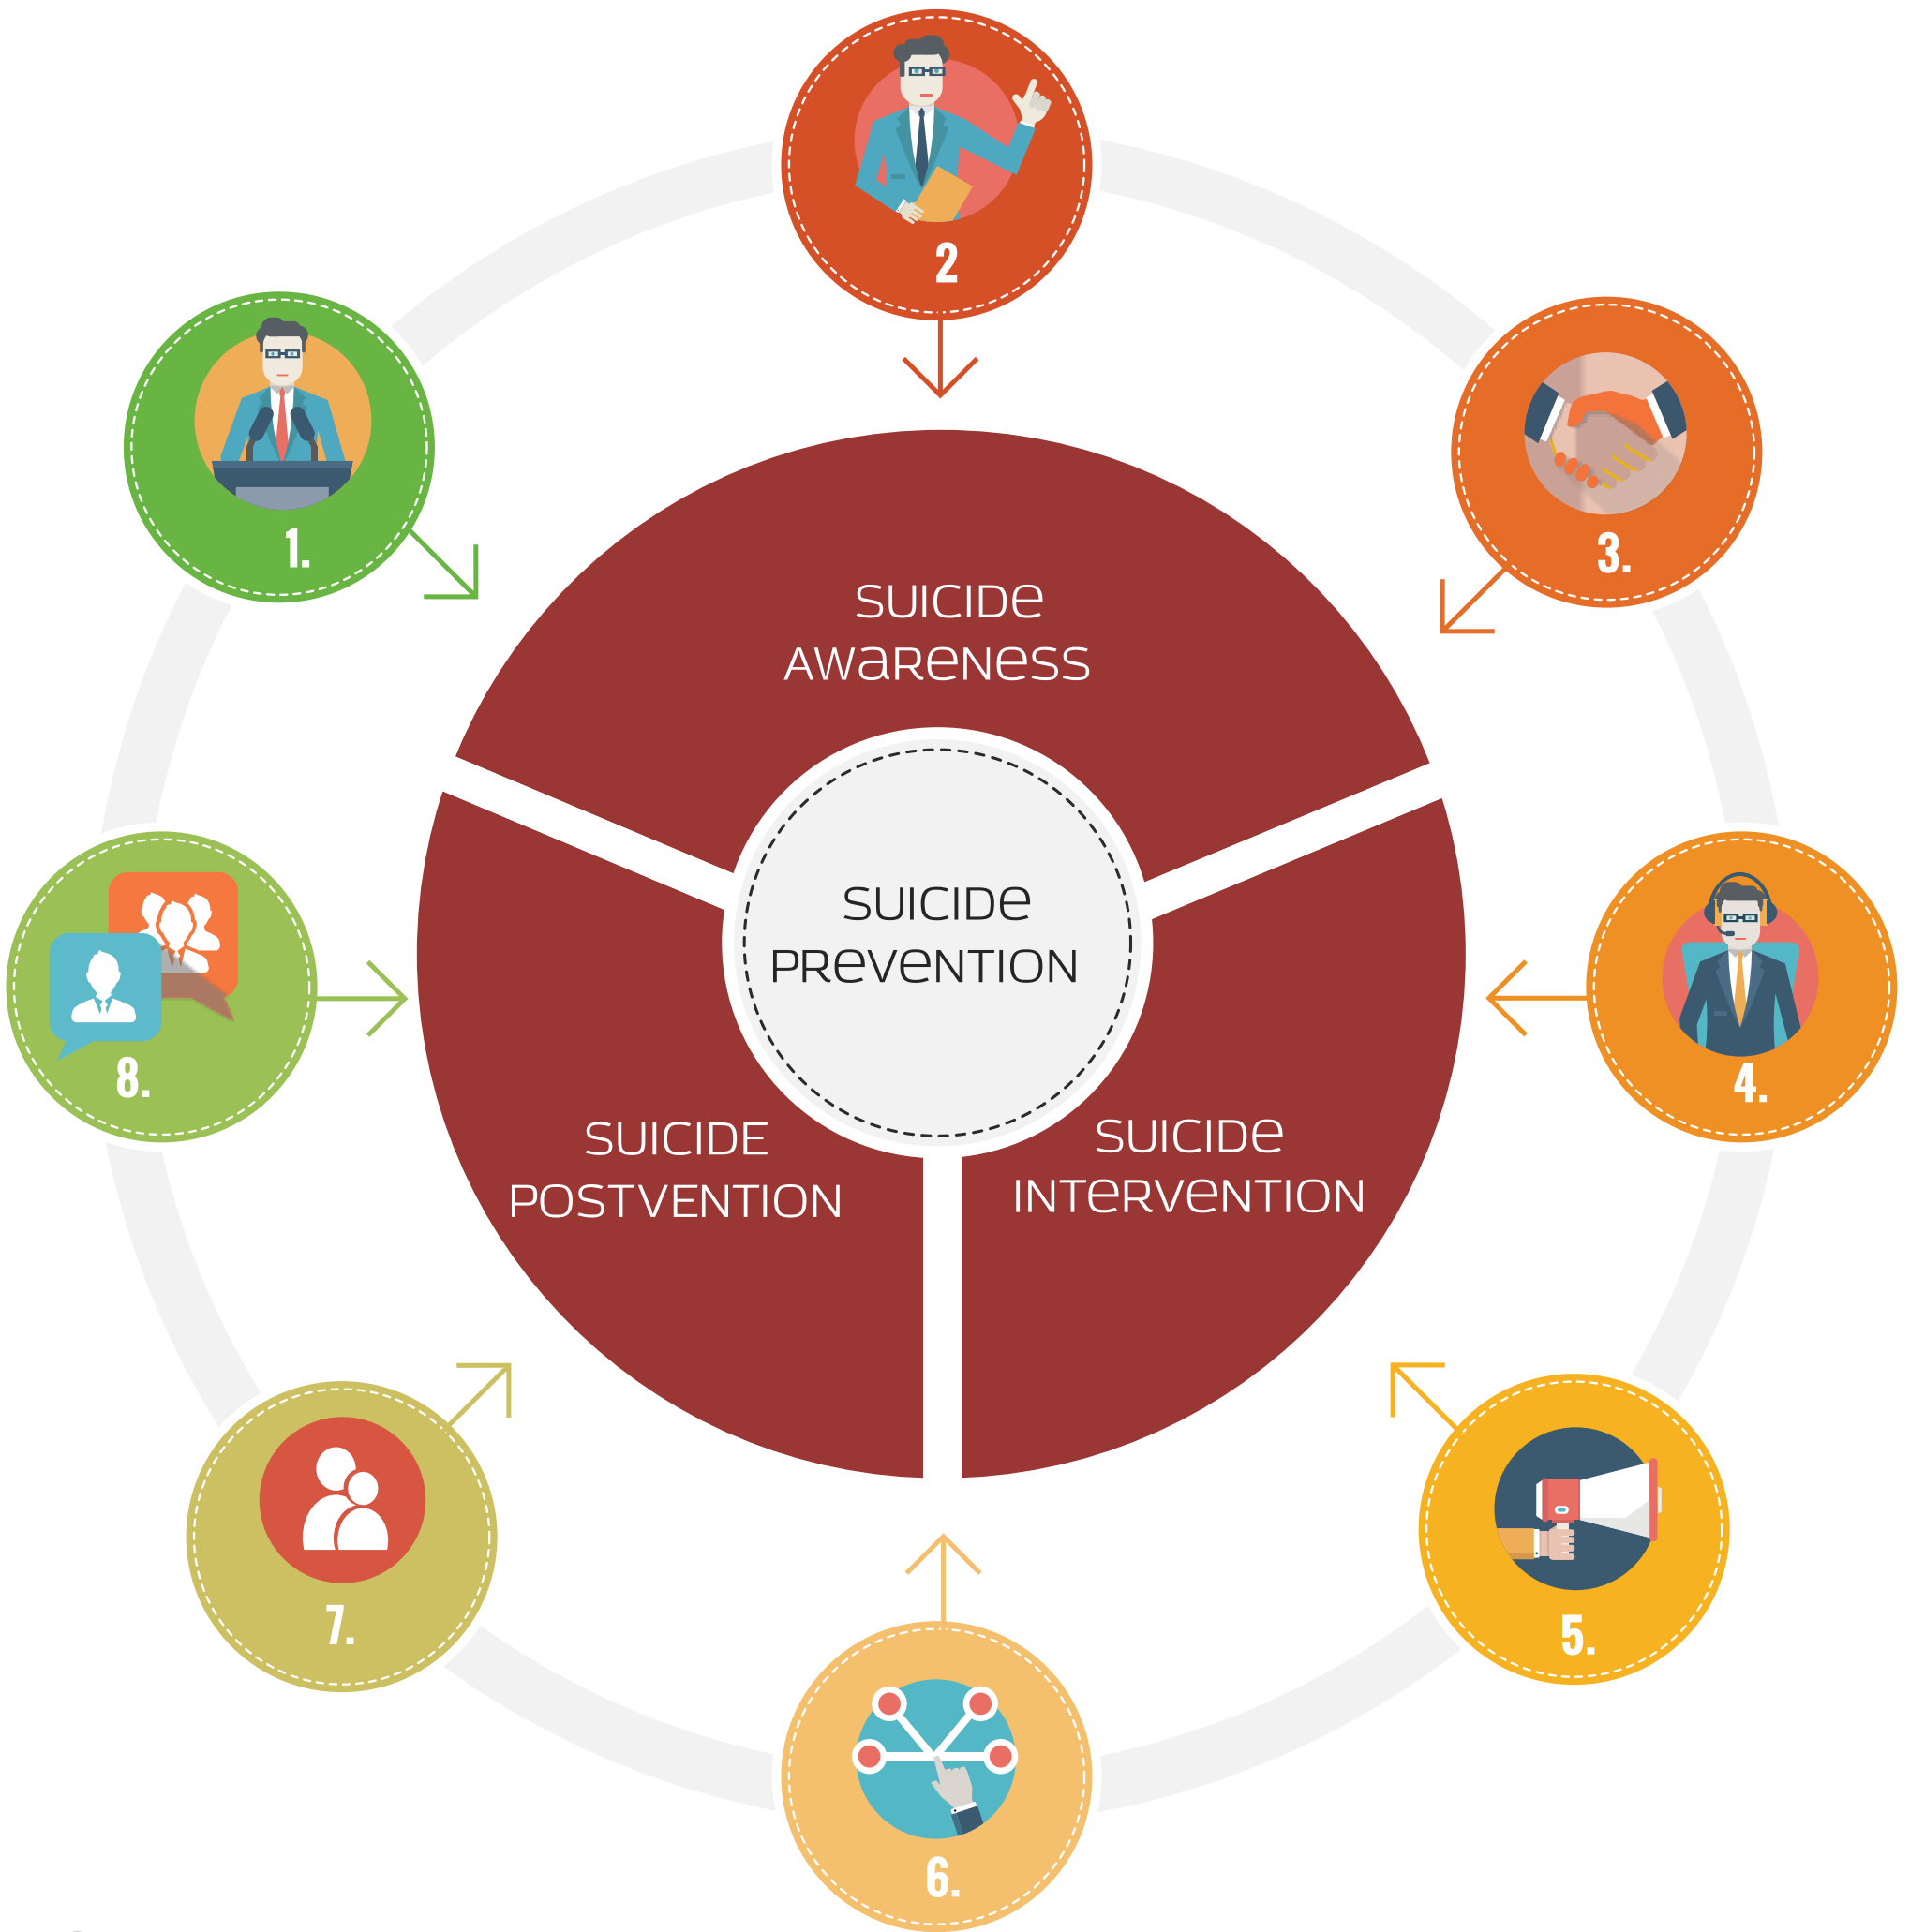 2
1.
3.
SUICIDE
AWARENESS
SUICIDE
PREVENTION
8.
4.
SUICIDE
POSTVENTION
SUICIDE
INTERVENTION
7.
5.
6.